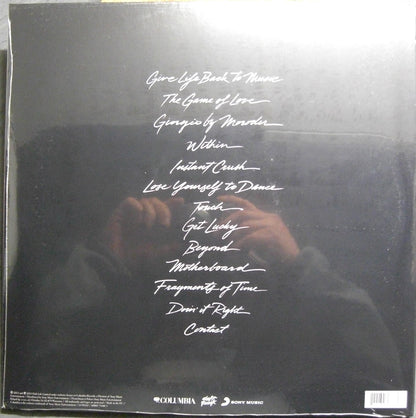 Give Life Back To Music
The Game of Love
Giorgio by Moroder
Within
Instant Crush
Lose Yourself to Dance
Touch
Get Lucky
Beyond
Motherboard
Fragments of Time
Doin' it Right
Contact
COLUMBIA
SONY MUSIC